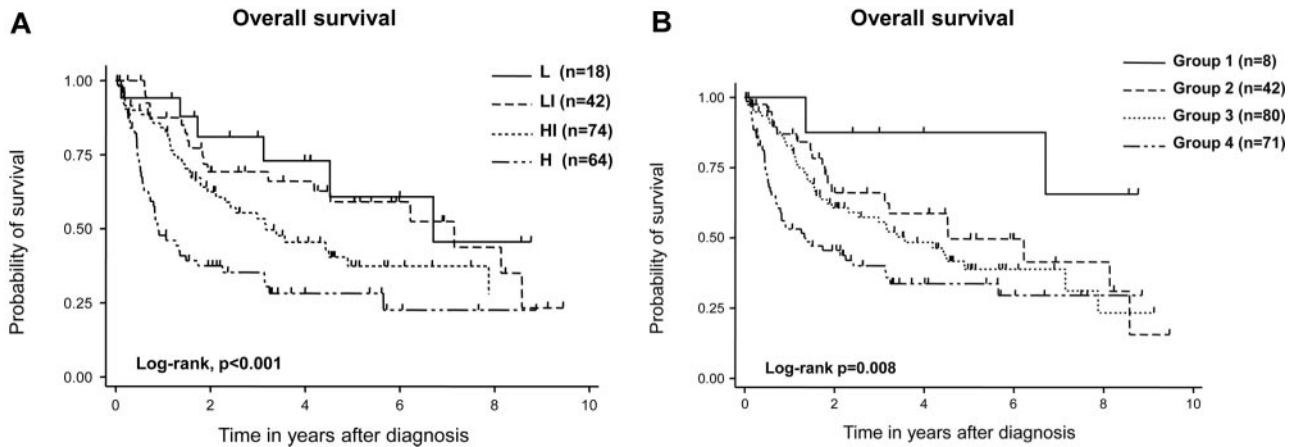 A
Overall survival
L (n=18)
LI (n=42)
HI (n=74)
H (n=64)
Probability of survival
1.00
0.75
0.50
0.25
0.00
Log-rank, p<0.001
0 2 4 6 8 10
Time in years after diagnosis
B
Overall survival
Group 1 (n=8)
Group 2 (n=42)
Group 3 (n=80)
Group 4 (n=71)
Probability of survival
1.00
0.75
0.50
0.25
0.00
Log-rank p=0.008
0 2 4 6 8 10
Time in years after diagnosis